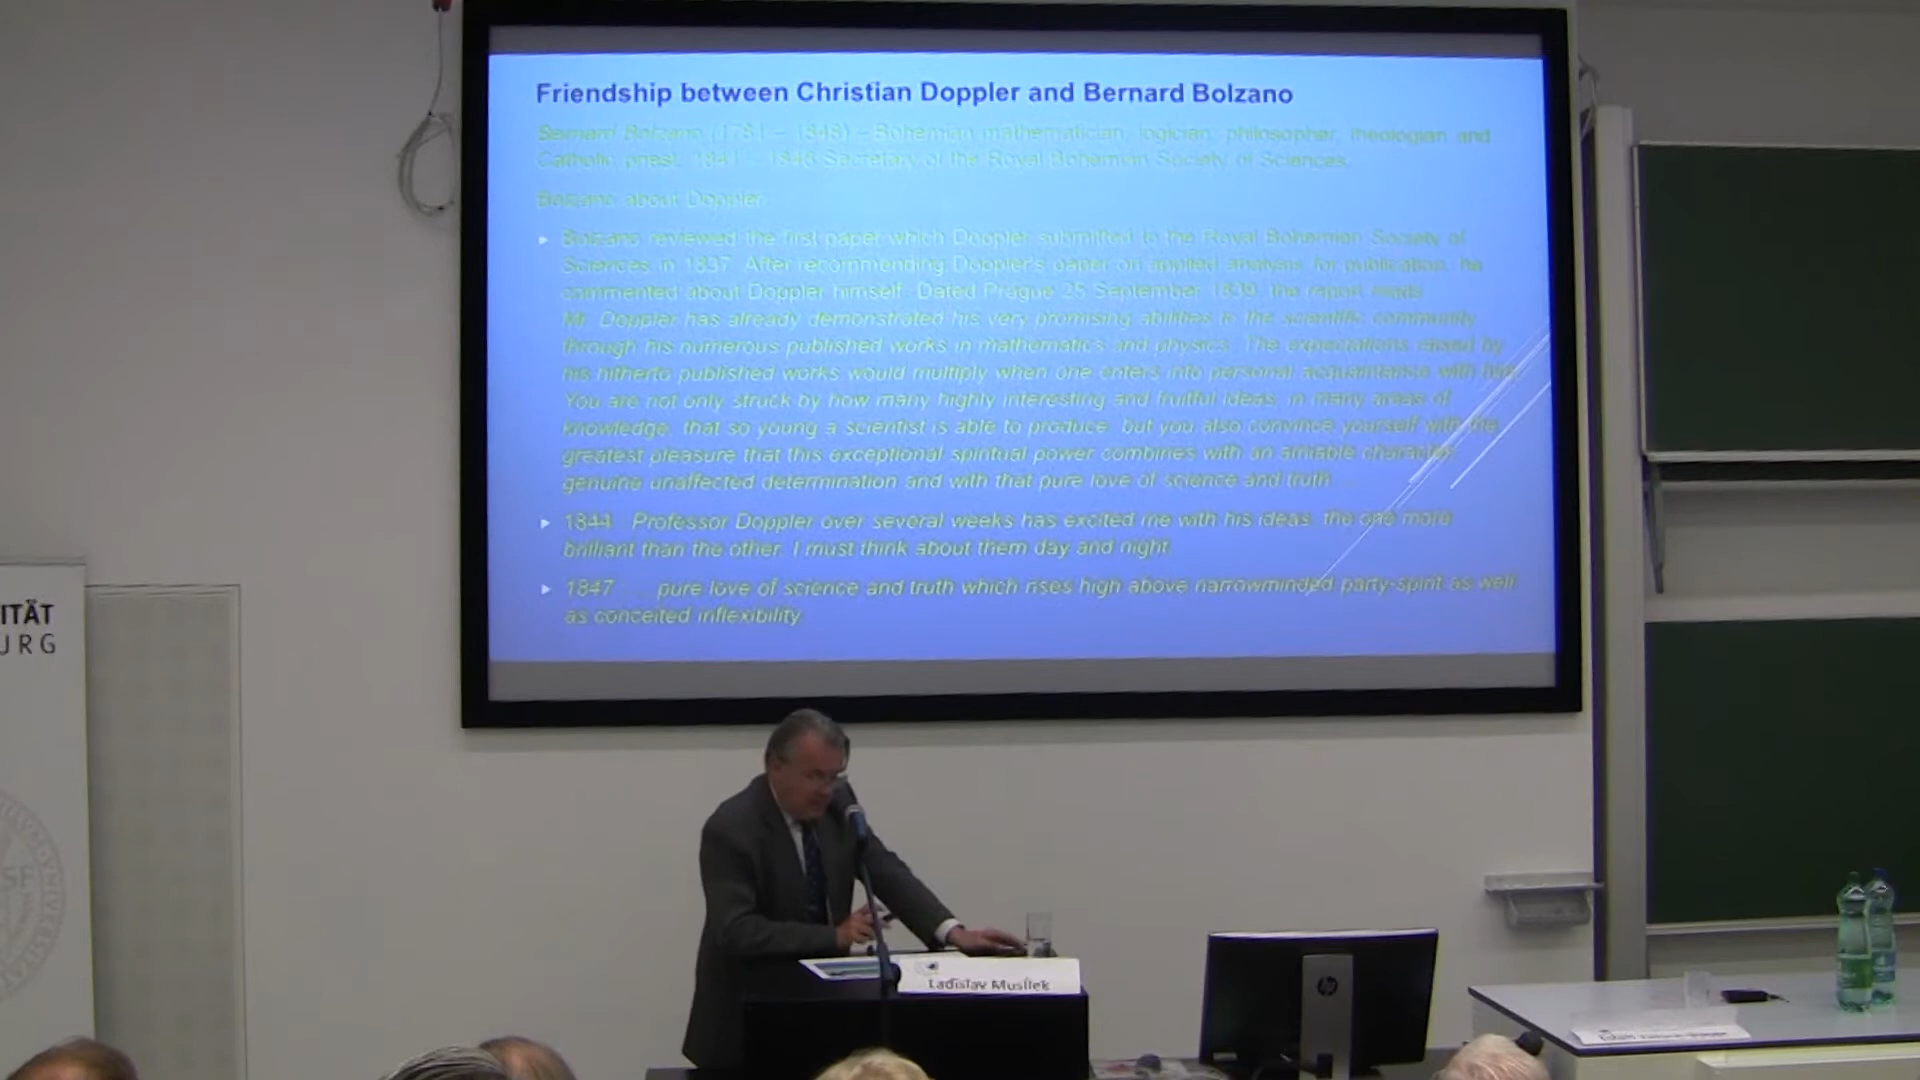 Friendship between Christian Doppler and Bernard Bolzano
Bernard Bolzano (1781 – 1848) – Bohemian mathematician, logician, philosopher, theologian and
Catholic priest. 1841 – 1848 Secretary of the Royal Bohemian Society of Sciences.
Bolzano about Doppler:
Bolzano reviewed the first paper which Doppler submitted to the Royal Bohemian Society of
Sciences in 1837. After recommending Doppler's paper on applied analysis for publication, he
commented about Doppler himself. Dated Prague 25 September 1839, the report reads:
Mr. Doppler has already demonstrated his very promising abilities to the scientific community
through his numerous published works in mathematics and physics. The expectations raised by
his hitherto published works would multiply when one enters into personal acquaintance with him.
You are not only struck by how many highly interesting and fruitful ideas, in many areas of
knowledge, that so young a scientist is able to produce, but you also convince yourself with the
greatest pleasure that this exceptional spiritual power combines with an amiable character,
genuine unaffected determination and with that pure love of science and truth ...
1844: Professor Doppler over several weeks has excited me with his ideas, the one more
brilliant than the other. I must think about them day and night.
1847: ... pure love of science and truth which rises high above narrowminded party-spirit as well
as conceited inflexibility.
ITÄT
URG
Ladislav Musílek
hp